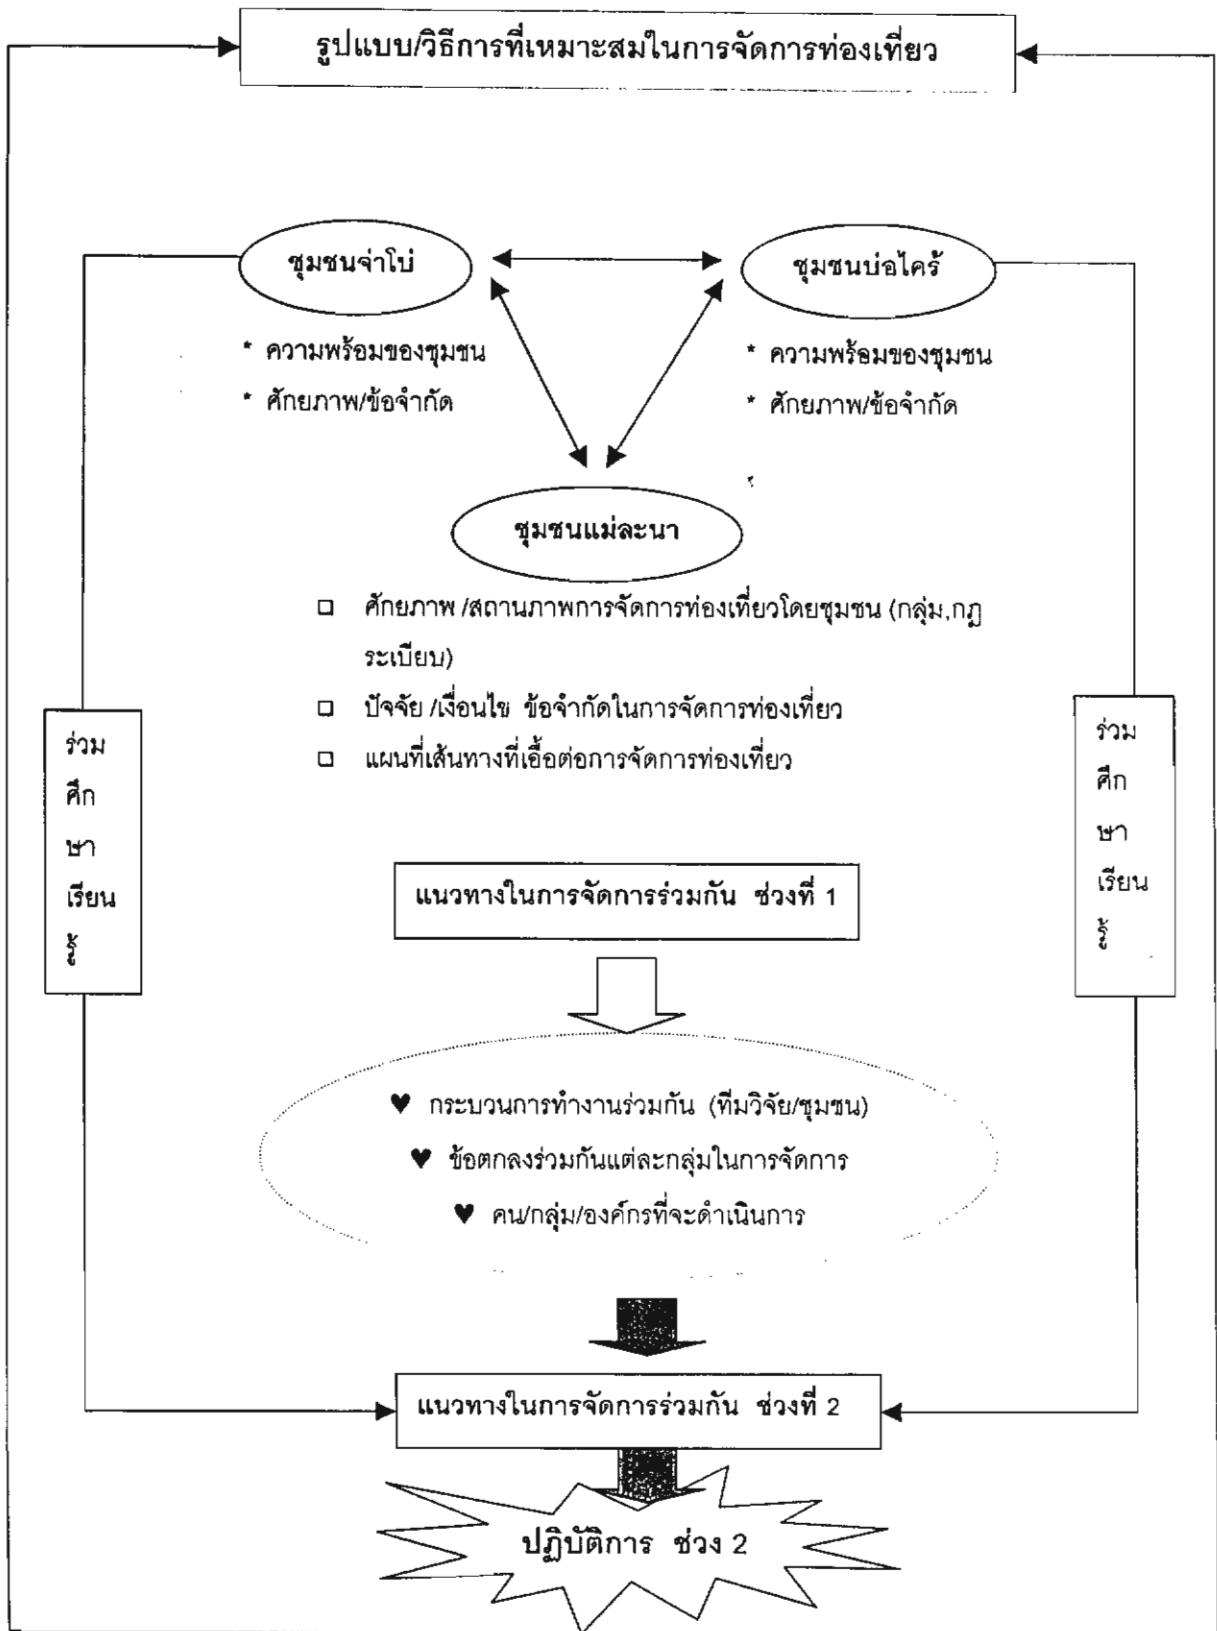 รูปแบบ/วิธีการที่เหมาะสมในการจัดการท่องเที่ยว
ชุมชนจ่าโบ่
ชุมชนบ่อไคร้
* ความพร้อมของชุมชน
* ศักยภาพ/ข้อจำกัด
* ความพร้อมของชุมชน
* ศักยภาพ/ข้อจำกัด
ชุมชนแม่ละนา
❑ ศักยภาพ /สถานภาพการจัดการท่องเที่ยวโดยชุมชน (กลุ่ม,กฎ
ระเบียบ)
❑ ปัจจัย /เงื่อนไข ข้อจำกัดในการจัดการท่องเที่ยว
❑ แผนที่เส้นทางที่เอื้อต่อการจัดการท่องเที่ยว
ร่วม
ศึก
ษา
เรียน
รู้
ร่วม
ศึก
ษา
เรียน
รู้
แนวทางในการจัดการร่วมกัน ช่วงที่ 1
♥ กระบวนการทำงานร่วมกัน (ทีมวิจัย/ชุมชน)
♥ ข้อตกลงร่วมกันแต่ละกลุ่มในการจัดการ
♥ คน/กลุ่ม/องค์กรที่จะดำเนินการ
แนวทางในการจัดการร่วมกัน ช่วงที่ 2
ปฏิบัติการ ช่วง 2